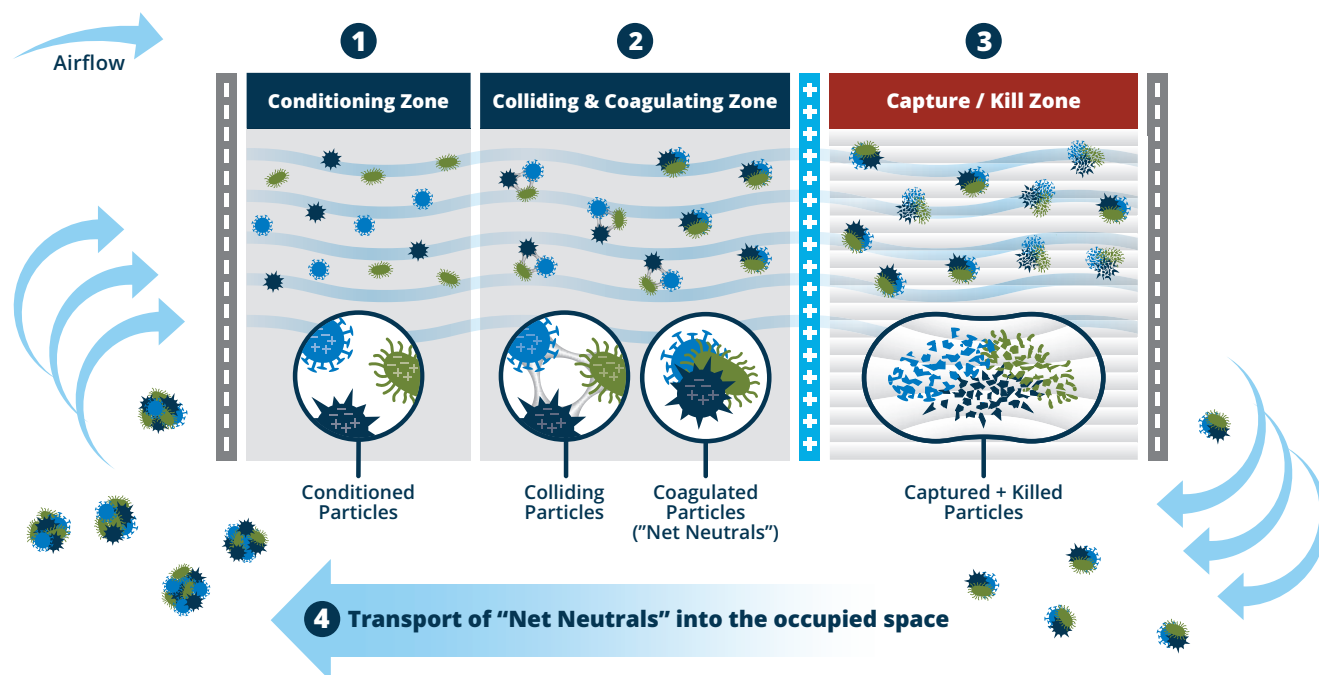 Airflow
1
2
3
Conditioning Zone
Colliding & Coagulating Zone
Capture / Kill Zone
Conditioned
Particles
Colliding
Particles
Coagulated
Particles
(”Net Neutrals”)
Captured + Killed
Particles
4 Transport of “Net Neutrals” into the occupied space